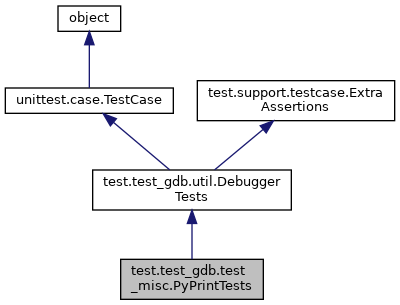 object
unittest.case.TestCase
test.support.testcase.Extra
Assertions
test.test_gdb.util.Debugger
Tests
test.test_gdb.test
_misc.PyPrintTests